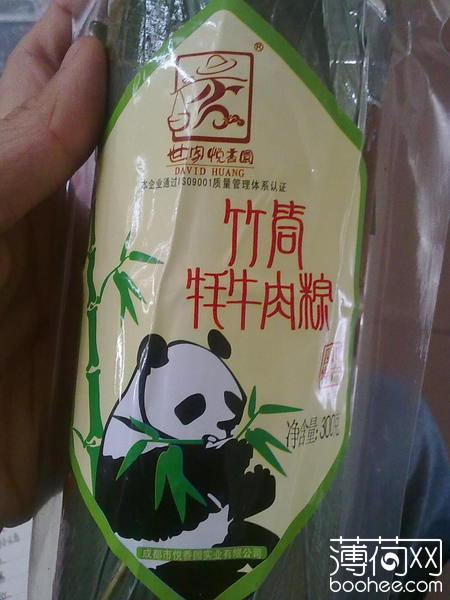 ®
世家悦香園
DAVID HUANG
本企业通过ISO9001质量管理体系认证
竹筒
牦牛肉粽
净含量:300克
成都市悦香园实业有限公司
薄荷网
boohee.com